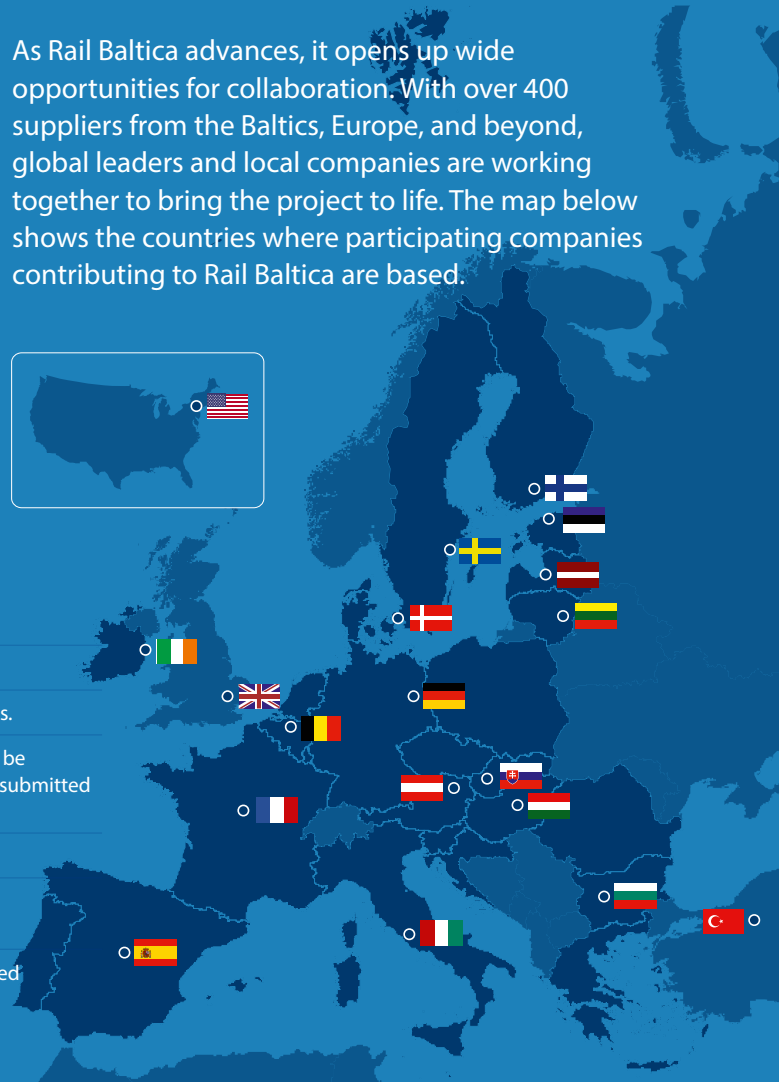 As Rail Baltica advances, it opens up wide
opportunities for collaboration. With over 400
suppliers from the Baltics, Europe, and beyond,
global leaders and local companies are working
together to bring the project to life. The map below
shows the countries where participating companies
contributing to Rail Baltica are based.
s.
be
submitted
ed